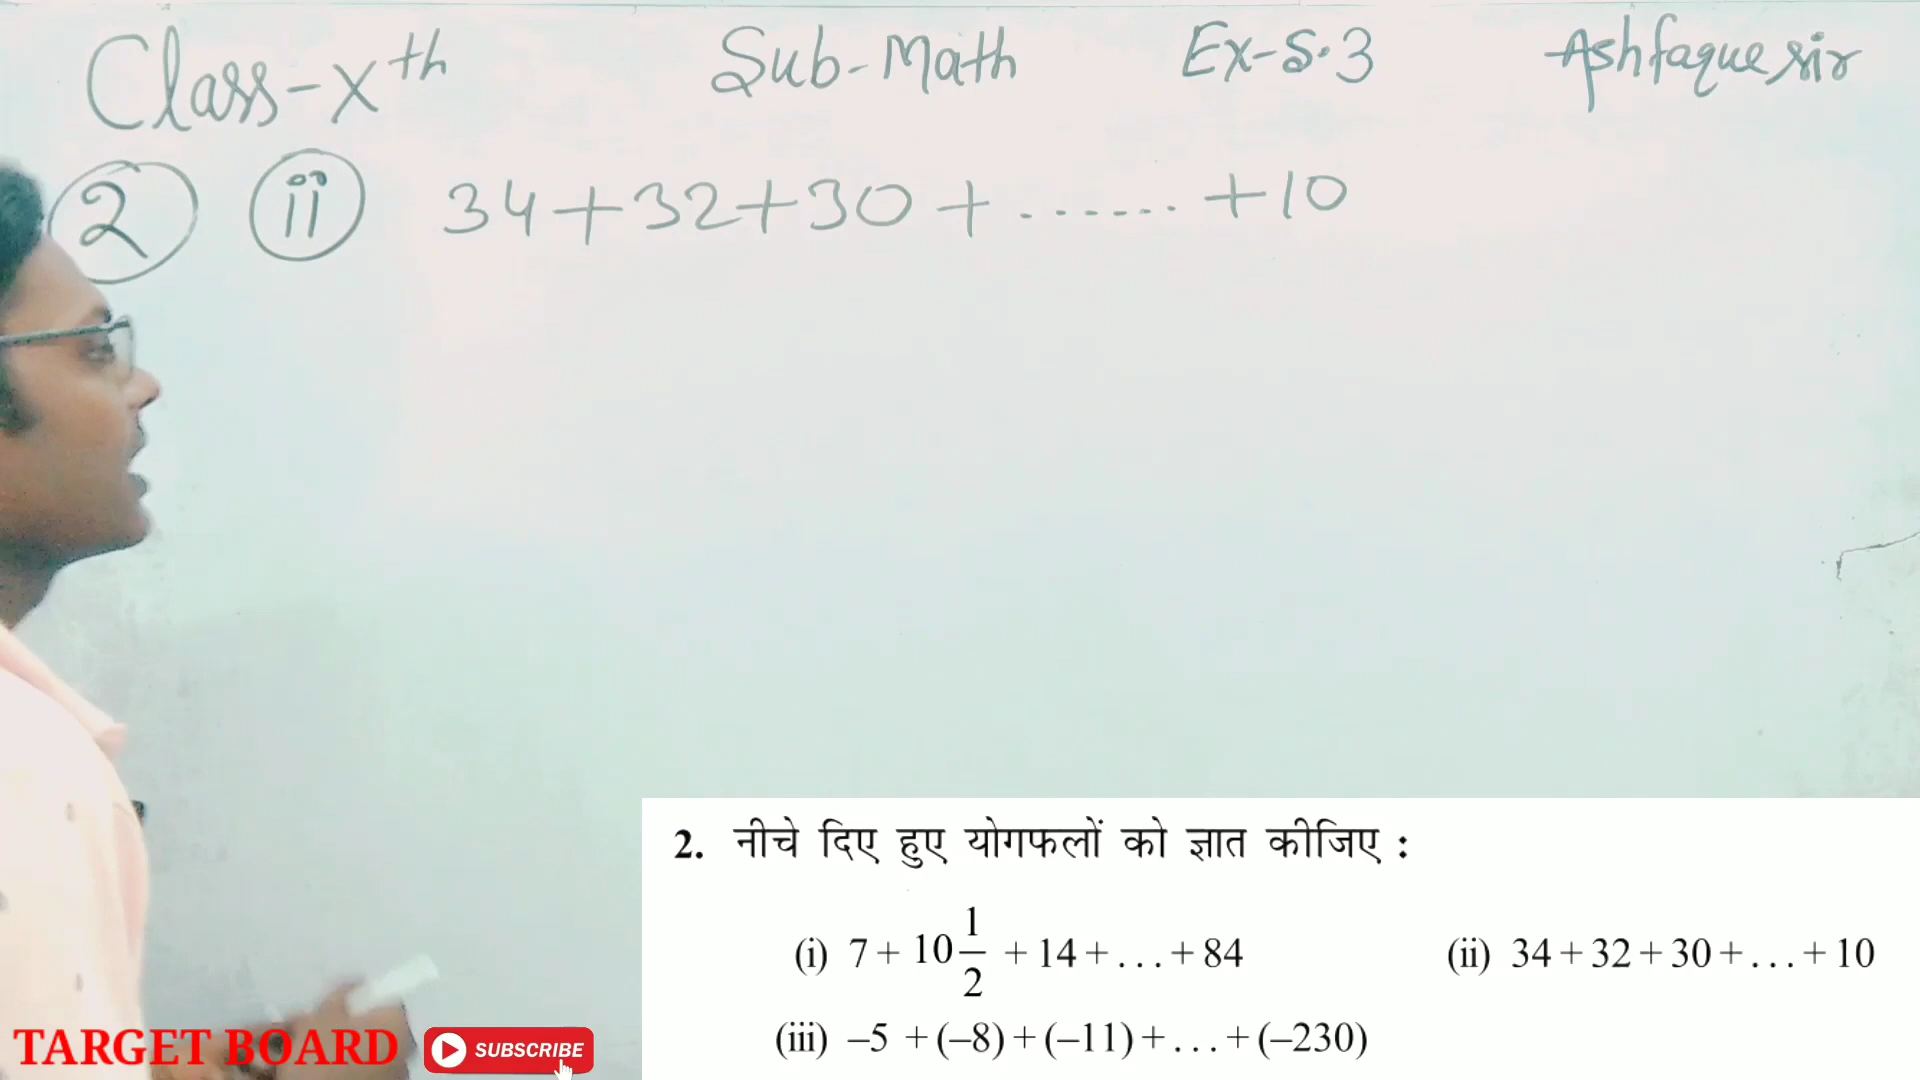 Class-Xth Sub-Math Ex-5.3 Ashfaque sir
2 ii 34+32+30+.......+10
2. नीचे दिए हुए योगफलों को ज्ञात कीजिए :
(i) 7 + 10 1/2 + 14 + . . . + 84 (ii) 34 + 32 + 30 + . . . + 10
(iii) –5 + (–8) + (–11) + . . . + (–230)
TARGET BOARD SUBSCRIBE